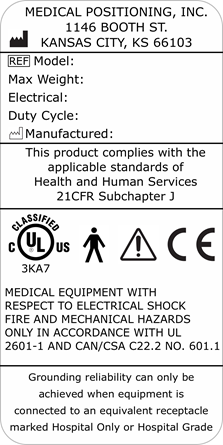 MEDICAL POSITIONING, INC.
1146 BOOTH ST.
KANSAS CITY, KS 66103
REF Model:
Max Weight:
Electrical:
Duty Cycle:
Manufactured:
This product complies with the
applicable standards of
Health and Human Services
21CFR Subchapter J
CLASSIFIED
C UL® US CE
3KA7
MEDICAL EQUIPMENT WITH
RESPECT TO ELECTRICAL SHOCK
FIRE AND MECHANICAL HAZARDS
ONLY IN ACCORDANCE WITH UL
2601-1 AND CAN/CSA C22.2 NO. 601.1
Grounding reliability can only be
achieved when equipment is
connected to an equivalent receptacle
marked Hospital Only or Hospital Grade